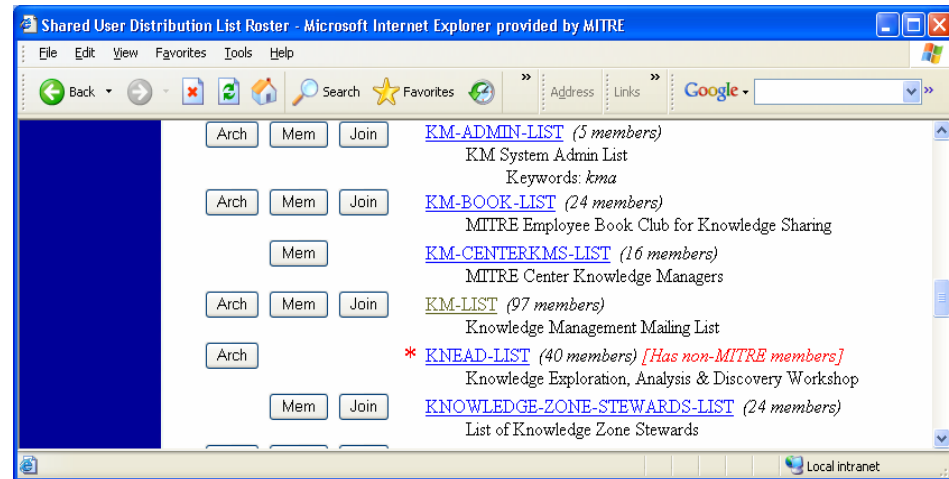 Shared User Distribution List Roster - Microsoft Internet Explorer provided by MITRE
File Edit View Favorites Tools Help
Back Search Favorites » Address Links » Google »
Arch Mem Join KM-ADMIN-LIST (5 members)
KM System Admin List
Keywords: kma
Arch Mem Join KM-BOOK-LIST (24 members)
MITRE Employee Book Club for Knowledge Sharing
Mem KM-CENTERKMS-LIST (16 members)
MITRE Center Knowledge Managers
Arch Mem Join KM-LIST (97 members)
Knowledge Management Mailing List
Arch * KNEAD-LIST (40 members) [Has non-MITRE members]
Knowledge Exploration, Analysis & Discovery Workshop
Mem Join KNOWLEDGE-ZONE-STEWARDS-LIST (24 members)
List of Knowledge Zone Stewards
Local intranet